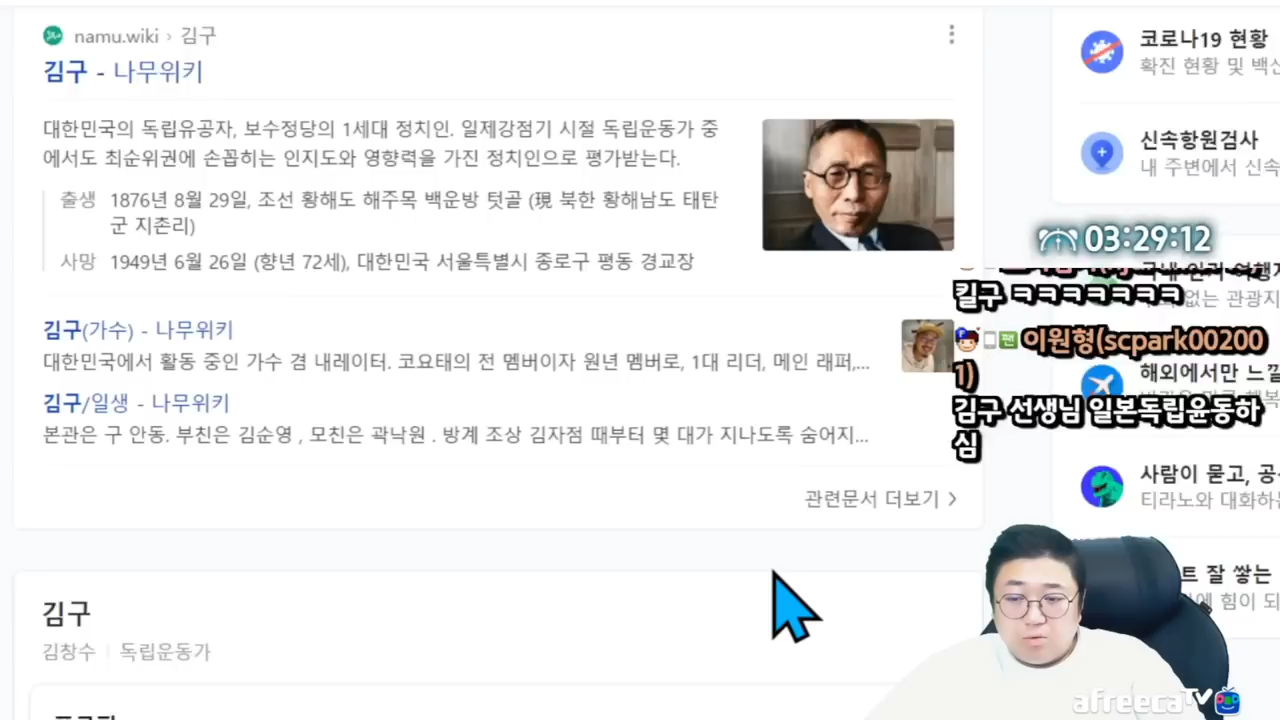 namu.wiki › 김구
김구 - 나무위키
대한민국의 독립유공자, 보수정당의 1세대 정치인. 일제강점기 시절 독립운동가 중
에서도 최순위권에 손꼽히는 인지도와 영향력을 가진 정치인으로 평가받는다.
출생 1876년 8월 29일, 조선 황해도 해주목 백운방 텃골 (現 북한 황해남도 태탄
군 지촌리)
사망 1949년 6월 26일 (향년 72세), 대한민국 서울특별시 종로구 평동 경교장
김구(가수) - 나무위키
대한민국에서 활동 중인 가수 겸 내레이터. 코요태의 전 멤버이자 원년 멤버로, 1대 리더, 메인 래퍼,...
김구/일생 - 나무위키
본관은 구 안동. 부친은 김순영 , 모친은 곽낙원 . 방계 조상 김자점 때부터 몇 대가 지나도록 숨어지...
관련문서 더보기 >
김구
김창수 | 독립운동가
코로나19 현황
확진 현황 및 백신
신속항원검사
내 주변에서 신속
03:29:12
킬구 ㅋㅋㅋㅋㅋㅋㅋ
없는 관광지
팬 이원형(scpark00200
1)
해외에서만 느낄
김구 선생님 일본독립윤동하
심
사람이 묻고, 공
티라노와 대화하는
트 잘 쌓는
에 힘이 되
afreecaTV